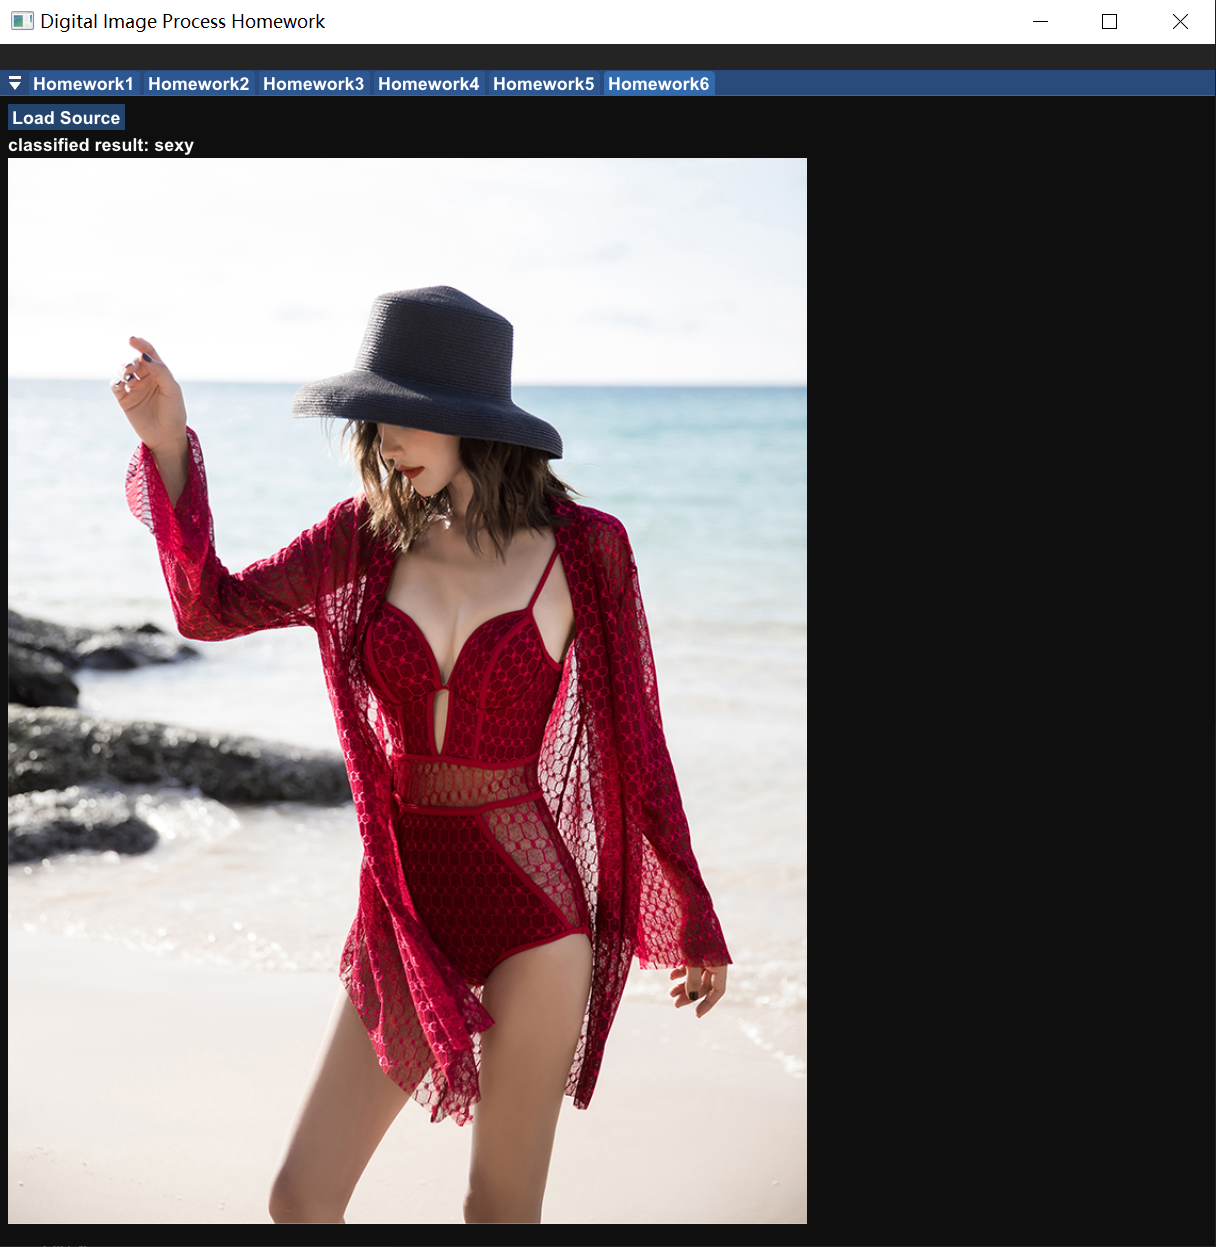 Digital Image Process Homework
Homework1 Homework2 Homework3 Homework4 Homework5 Homework6
Load Source
classified result: sexy